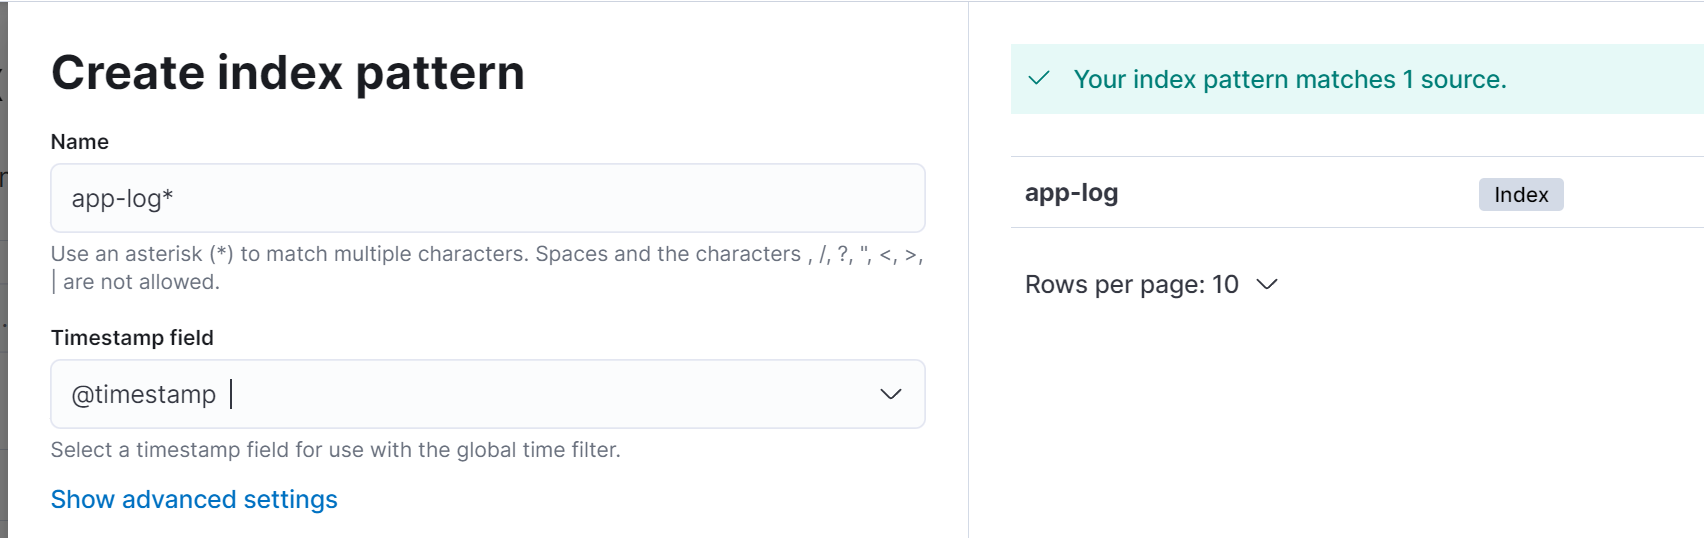 Create index pattern
Name
app-log*
Use an asterisk (*) to match multiple characters. Spaces and the characters , /, ?, ", <, >,
| are not allowed.
Timestamp field
@timestamp
Select a timestamp field for use with the global time filter.
Show advanced settings
Your index pattern matches 1 source.
app-log Index
Rows per page: 10